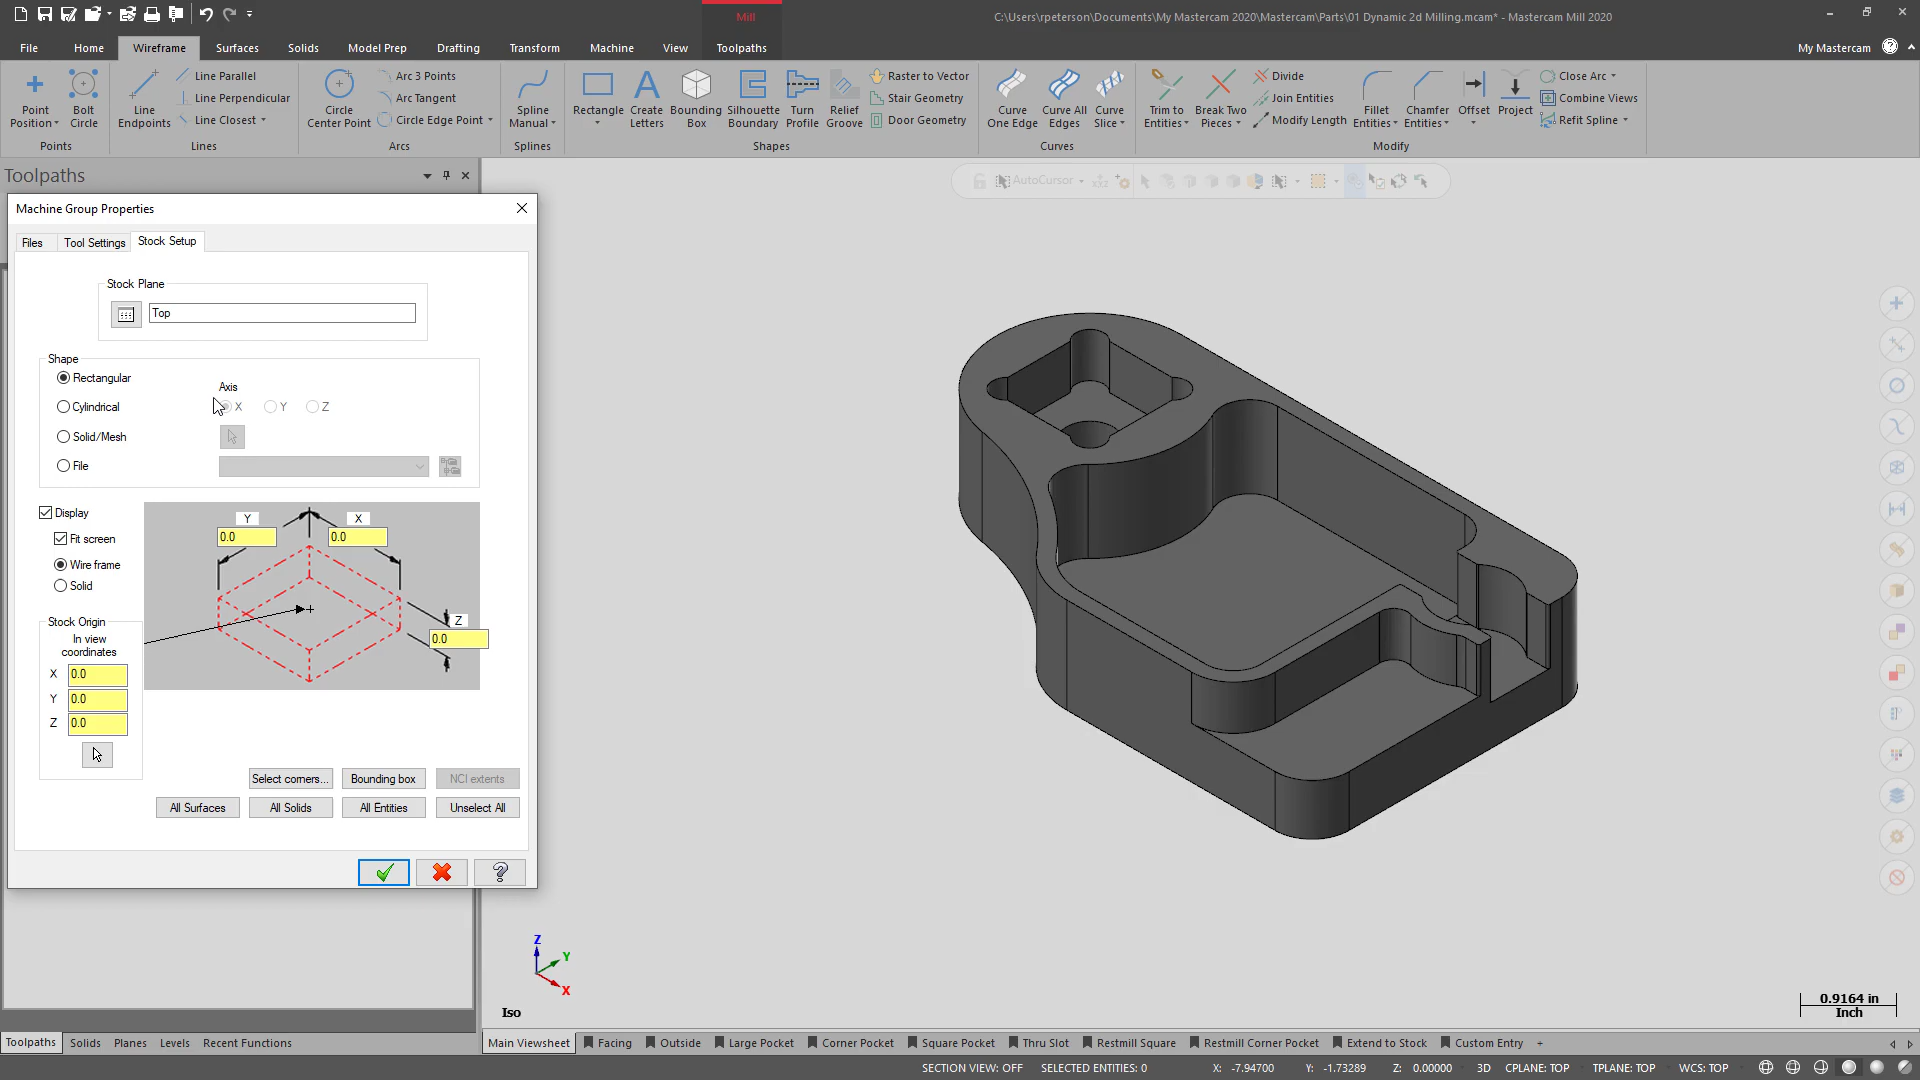 Mill
C:\Users\rpeterson\Documents\My Mastercam 2020\Mastercam\Parts\01 Dynamic 2d Milling.mcam* - Mastercam Mill 2020
File
Home
Wireframe
Surfaces
Solids
Model Prep
Drafting
Transform
Machine
View
Toolpaths
My Mastercam
Point
Position
Bolt
Circle
Points
Line
Endpoints
Line Parallel
Line Perpendicular
Line Closest
Lines
Circle
Center Point
Arc 3 Points
Arc Tangent
Circle Edge Point
Arcs
Spline
Manual
Splines
Rectangle
Create
Letters
Bounding
Box
Silhouette
Boundary
Turn
Profile
Relief
Groove
Raster to Vector
Stair Geometry
Door Geometry
Shapes
Curve
One Edge
Curve All
Edges
Curve
Slice
Curves
Trim to
Entities
Break Two
Pieces
Divide
Join Entities
Modify Length
Fillet
Entities
Chamfer
Entities
Offset
Project
Close Arc
Combine Views
Refit Spline
Modify
Toolpaths
AutoCursor
Machine Group Properties
Files
Tool Settings
Stock Setup
Stock Plane
Top
Shape
Rectangular
Cylindrical
Solid/Mesh
File
Axis
X
Y
Z
Display
Fit screen
Wire frame
Solid
Y
0.0
X
0.0
Z
0.0
Stock Origin
In view
coordinates
X
0.0
Y
0.0
Z
0.0
Select corners...
Bounding box
NCI extents
All Surfaces
All Solids
All Entities
Unselect All
Z
Y
X
Iso
0.9164 in
Inch
Toolpaths
Solids
Planes
Levels
Recent Functions
Main Viewsheet
Facing
Outside
Large Pocket
Corner Pocket
Square Pocket
Thru Slot
Restmill Square
Restmill Corner Pocket
Extend to Stock
Custom Entry
+
SECTION VIEW: OFF
SELECTED ENTITIES: 0
X: -7.94700
Y: -1.73289
Z: 0.00000
3D
CPLANE: TOP
TPLANE: TOP
WCS: TOP